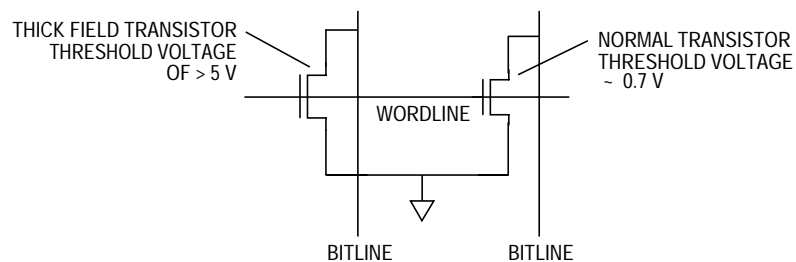 THICK FIELD TRANSISTOR
THRESHOLD VOLTAGE
OF > 5 V
NORMAL TRANSISTOR
THRESHOLD VOLTAGE
~ 0.7 V
WORDLINE
BITLINE
BITLINE